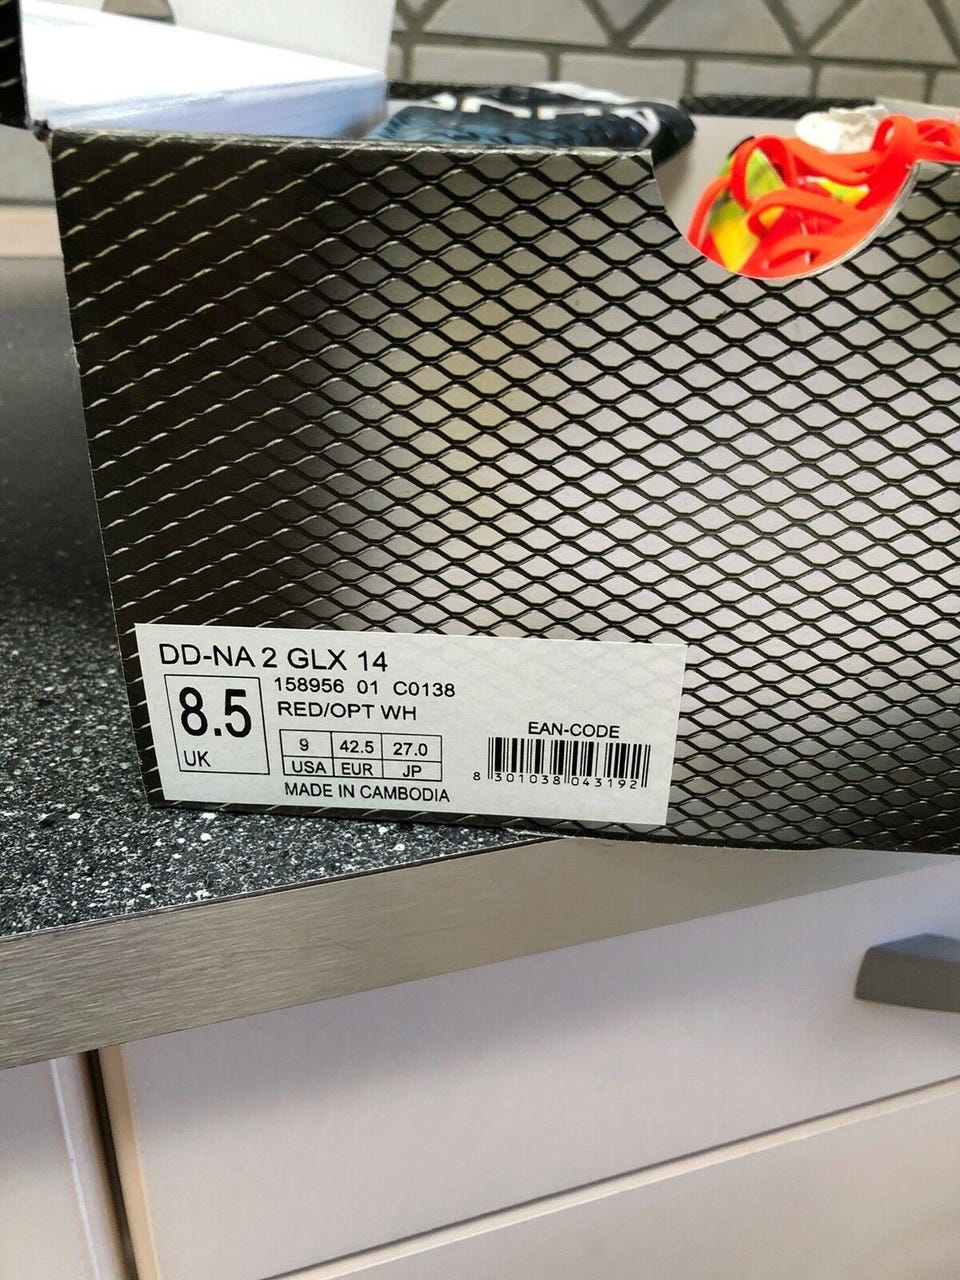 DD-NA 2 GLX 14
158956 01 C0138
8.5
RED/OPT WH
UK
9 42.5 27.0
USA EUR JP
MADE IN CAMBODIA
EAN-CODE
8 301038 043192